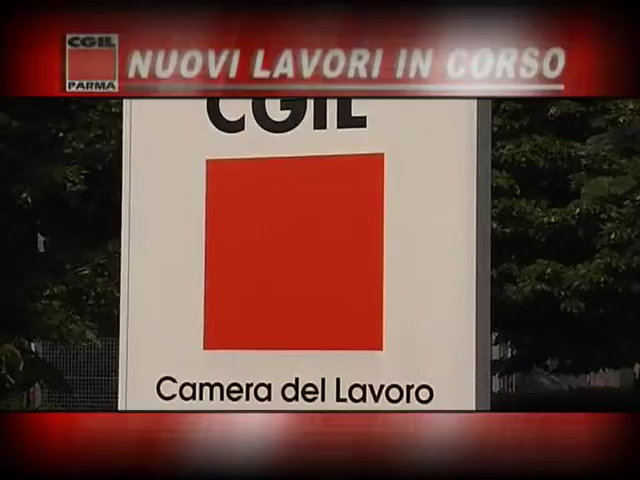 CGIL
PARMA
NUOVI LAVORI IN CORSO
CGIL
Camera del Lavoro